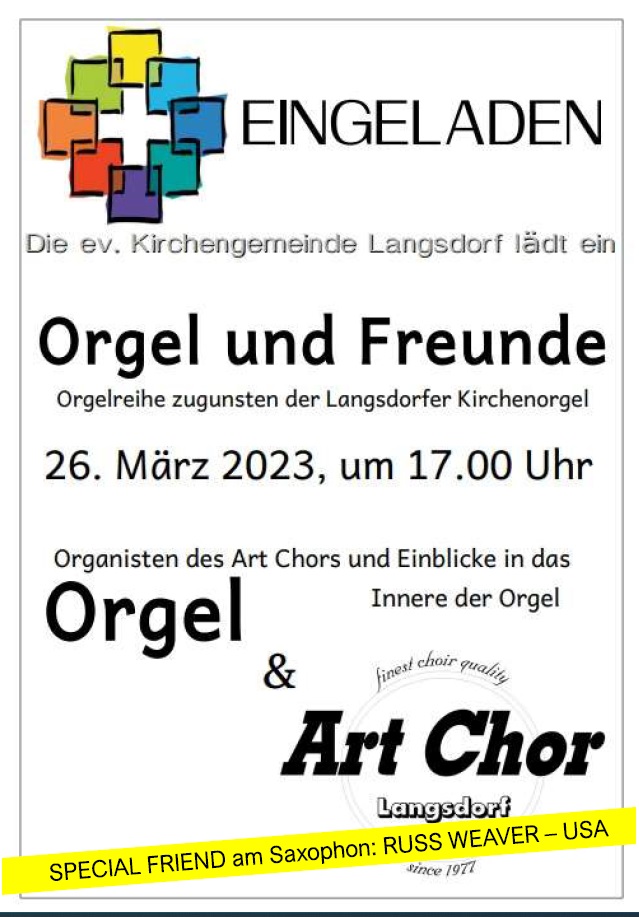 EINGELADEN
Die ev. Kirchengemeinde Langsdorf lädt ein
Orgel und Freunde
Orgelreihe zugunsten der Langsdorfer Kirchenorgel
26. März 2023, um 17.00 Uhr
Organisten des Art Chors und Einblicke in das
Innere der Orgel
Orgel
&
finest choir quality
Art Chor
Langsdorf
SPECIAL FRIEND am Saxophon: RUSS WEAVER – USA
since 1977